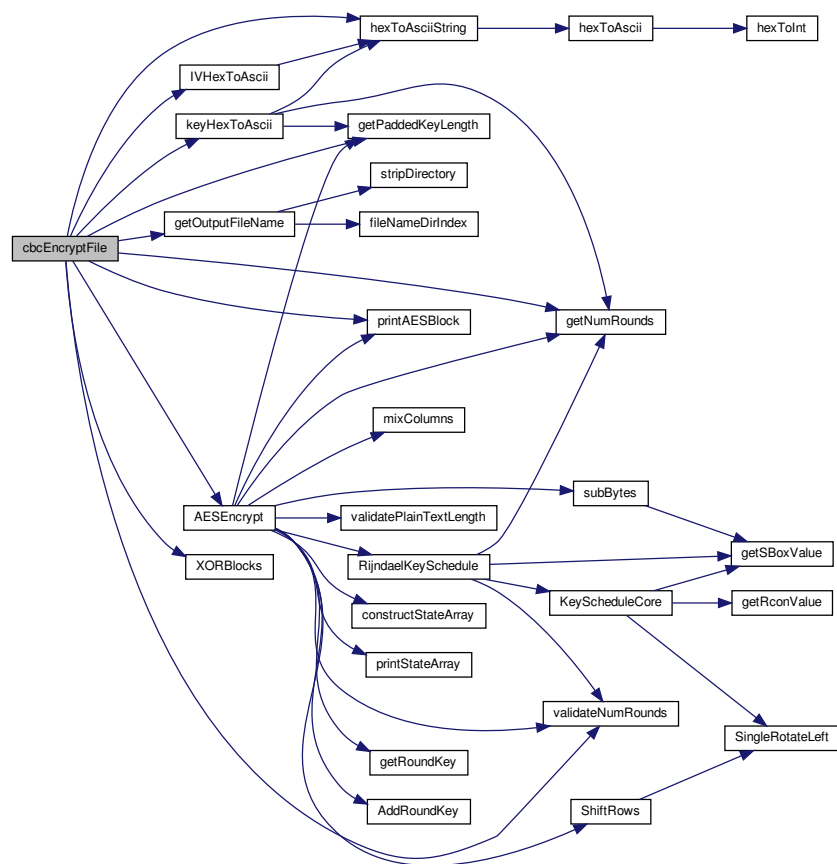 hexToAsciiString
hexToAscii
hexToInt
IVHexToAscii
keyHexToAscii
getPaddedKeyLength
stripDirectory
getOutputFileName
fileNameDirIndex
cbcEncryptFile
printAESBlock
getNumRounds
mixColumns
subBytes
AESEncrypt
validatePlainTextLength
getSBoxValue
XORBlocks
RijndaelKeySchedule
KeyScheduleCore
getRconValue
constructStateArray
printStateArray
validateNumRounds
SingleRotateLeft
getRoundKey
AddRoundKey
ShiftRows